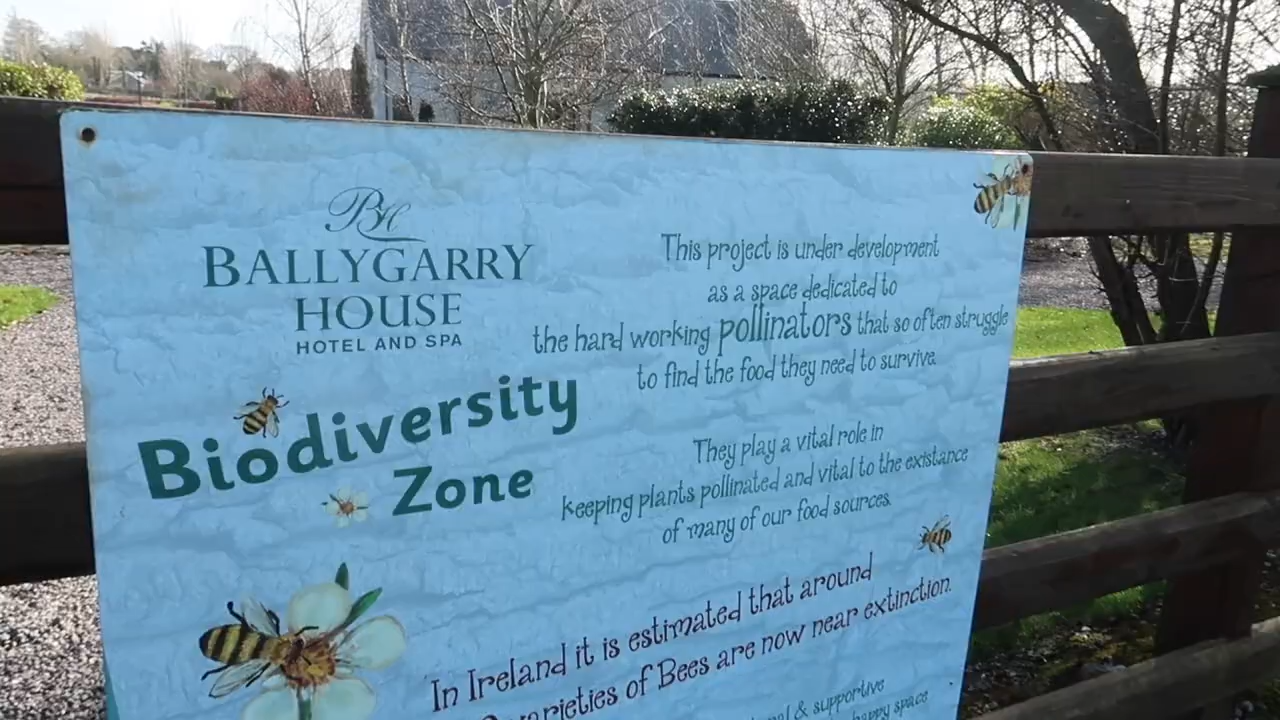 BH
BALLYGARRY
HOUSE
HOTEL AND SPA
Biodiversity
Zone
This project is under development
as a space dedicated to
the hard working pollinators that so often struggle
to find the food they need to survive.
They play a vital role in
keeping plants pollinated and vital to the existance
of many of our food sources.
In Ireland it is estimated that around
varieties of Bees are now near extinction.
& supportive
happy space